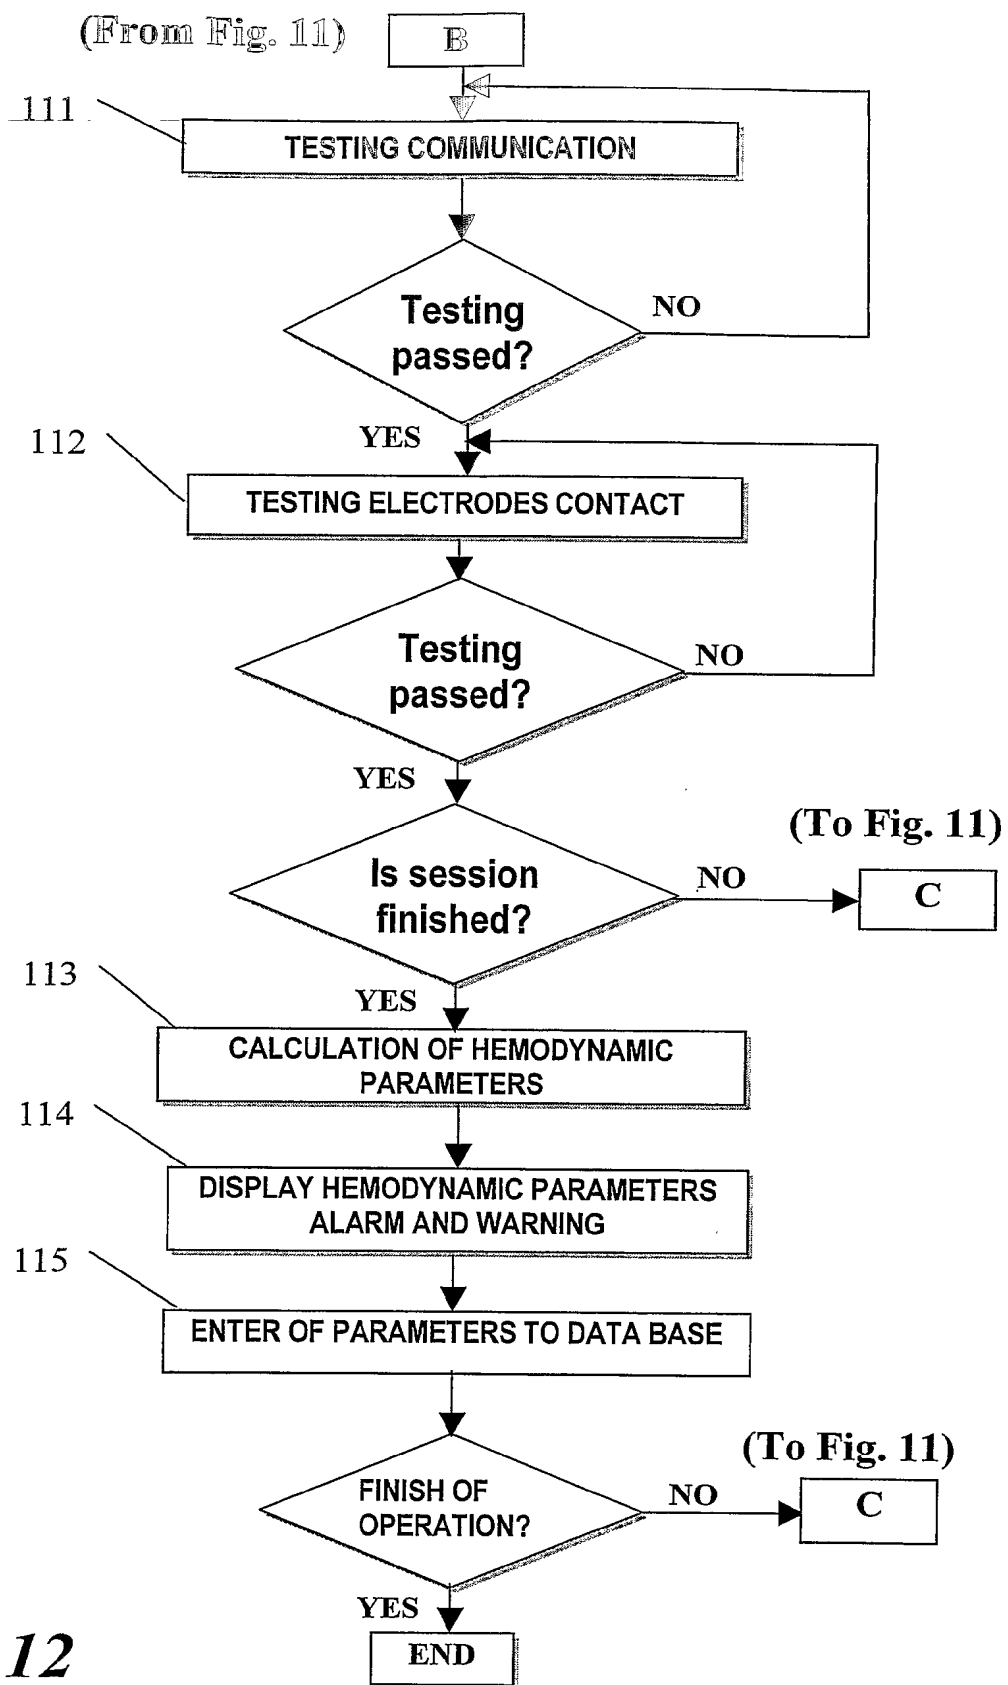 (From Fig. 11)
B
111
TESTING COMMUNICATION
Testing
passed?
NO
YES
112
TESTING ELECTRODES CONTACT
Testing
passed?
NO
YES
(To Fig. 11)
Is session
finished?
NO
C
YES
113
CALCULATION OF HEMODYNAMIC
PARAMETERS
114
DISPLAY HEMODYNAMIC PARAMETERS
ALARM AND WARNING
115
ENTER OF PARAMETERS TO DATA BASE
(To Fig. 11)
FINISH OF
OPERATION?
NO
C
YES
END
12